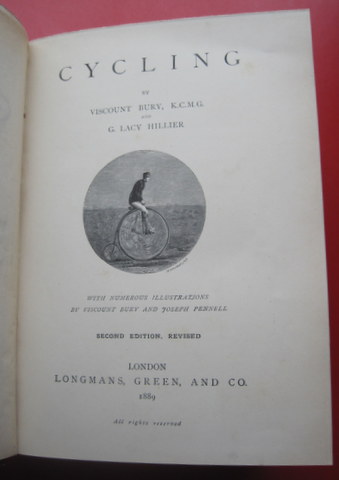 CYCLING
BY
VISCOUNT BURY, K.C.M.G.
AND
G. LACY HILLIER
WITH NUMEROUS ILLUSTRATIONS
BY VISCOUNT BURY AND JOSEPH PENNELL
SECOND EDITION, REVISED
LONDON
LONGMANS, GREEN, AND CO.
1889
All rights reserved